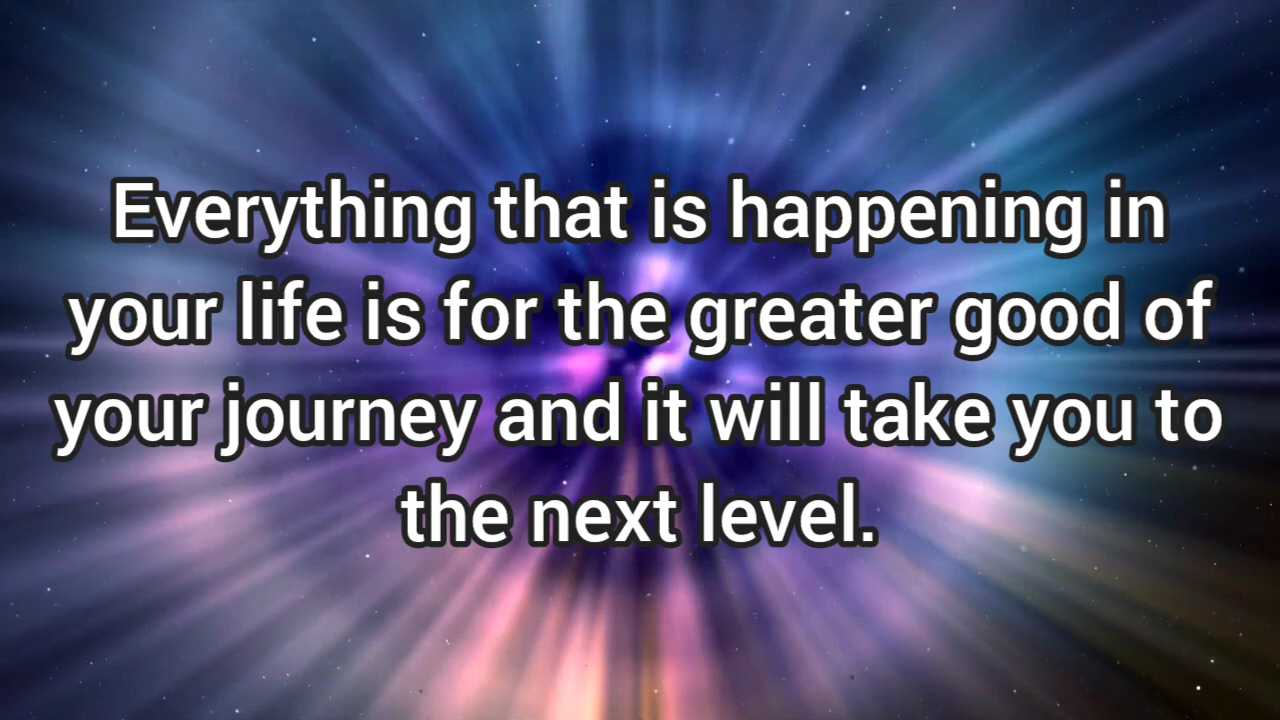 Everything that is happening in
your life is for the greater good of
your journey and it will take you to
the next level.